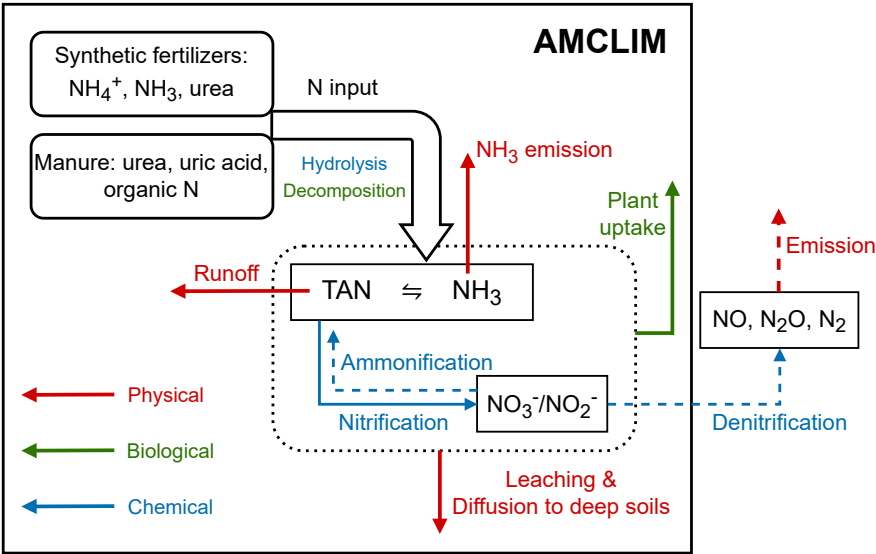 AMCLIM
Synthetic fertilizers:
NH₄⁺, NH₃, urea
N input
Manure: urea, uric acid,
organic N
Hydrolysis
Decomposition
NH₃ emission
Plant
uptake
Emission
Runoff
TAN ⇋ NH₃
NO, N₂O, N₂
Ammonification
NO₃⁻/NO₂⁻
Nitrification
Denitrification
Physical
Biological
Chemical
Leaching &
Diffusion to deep soils